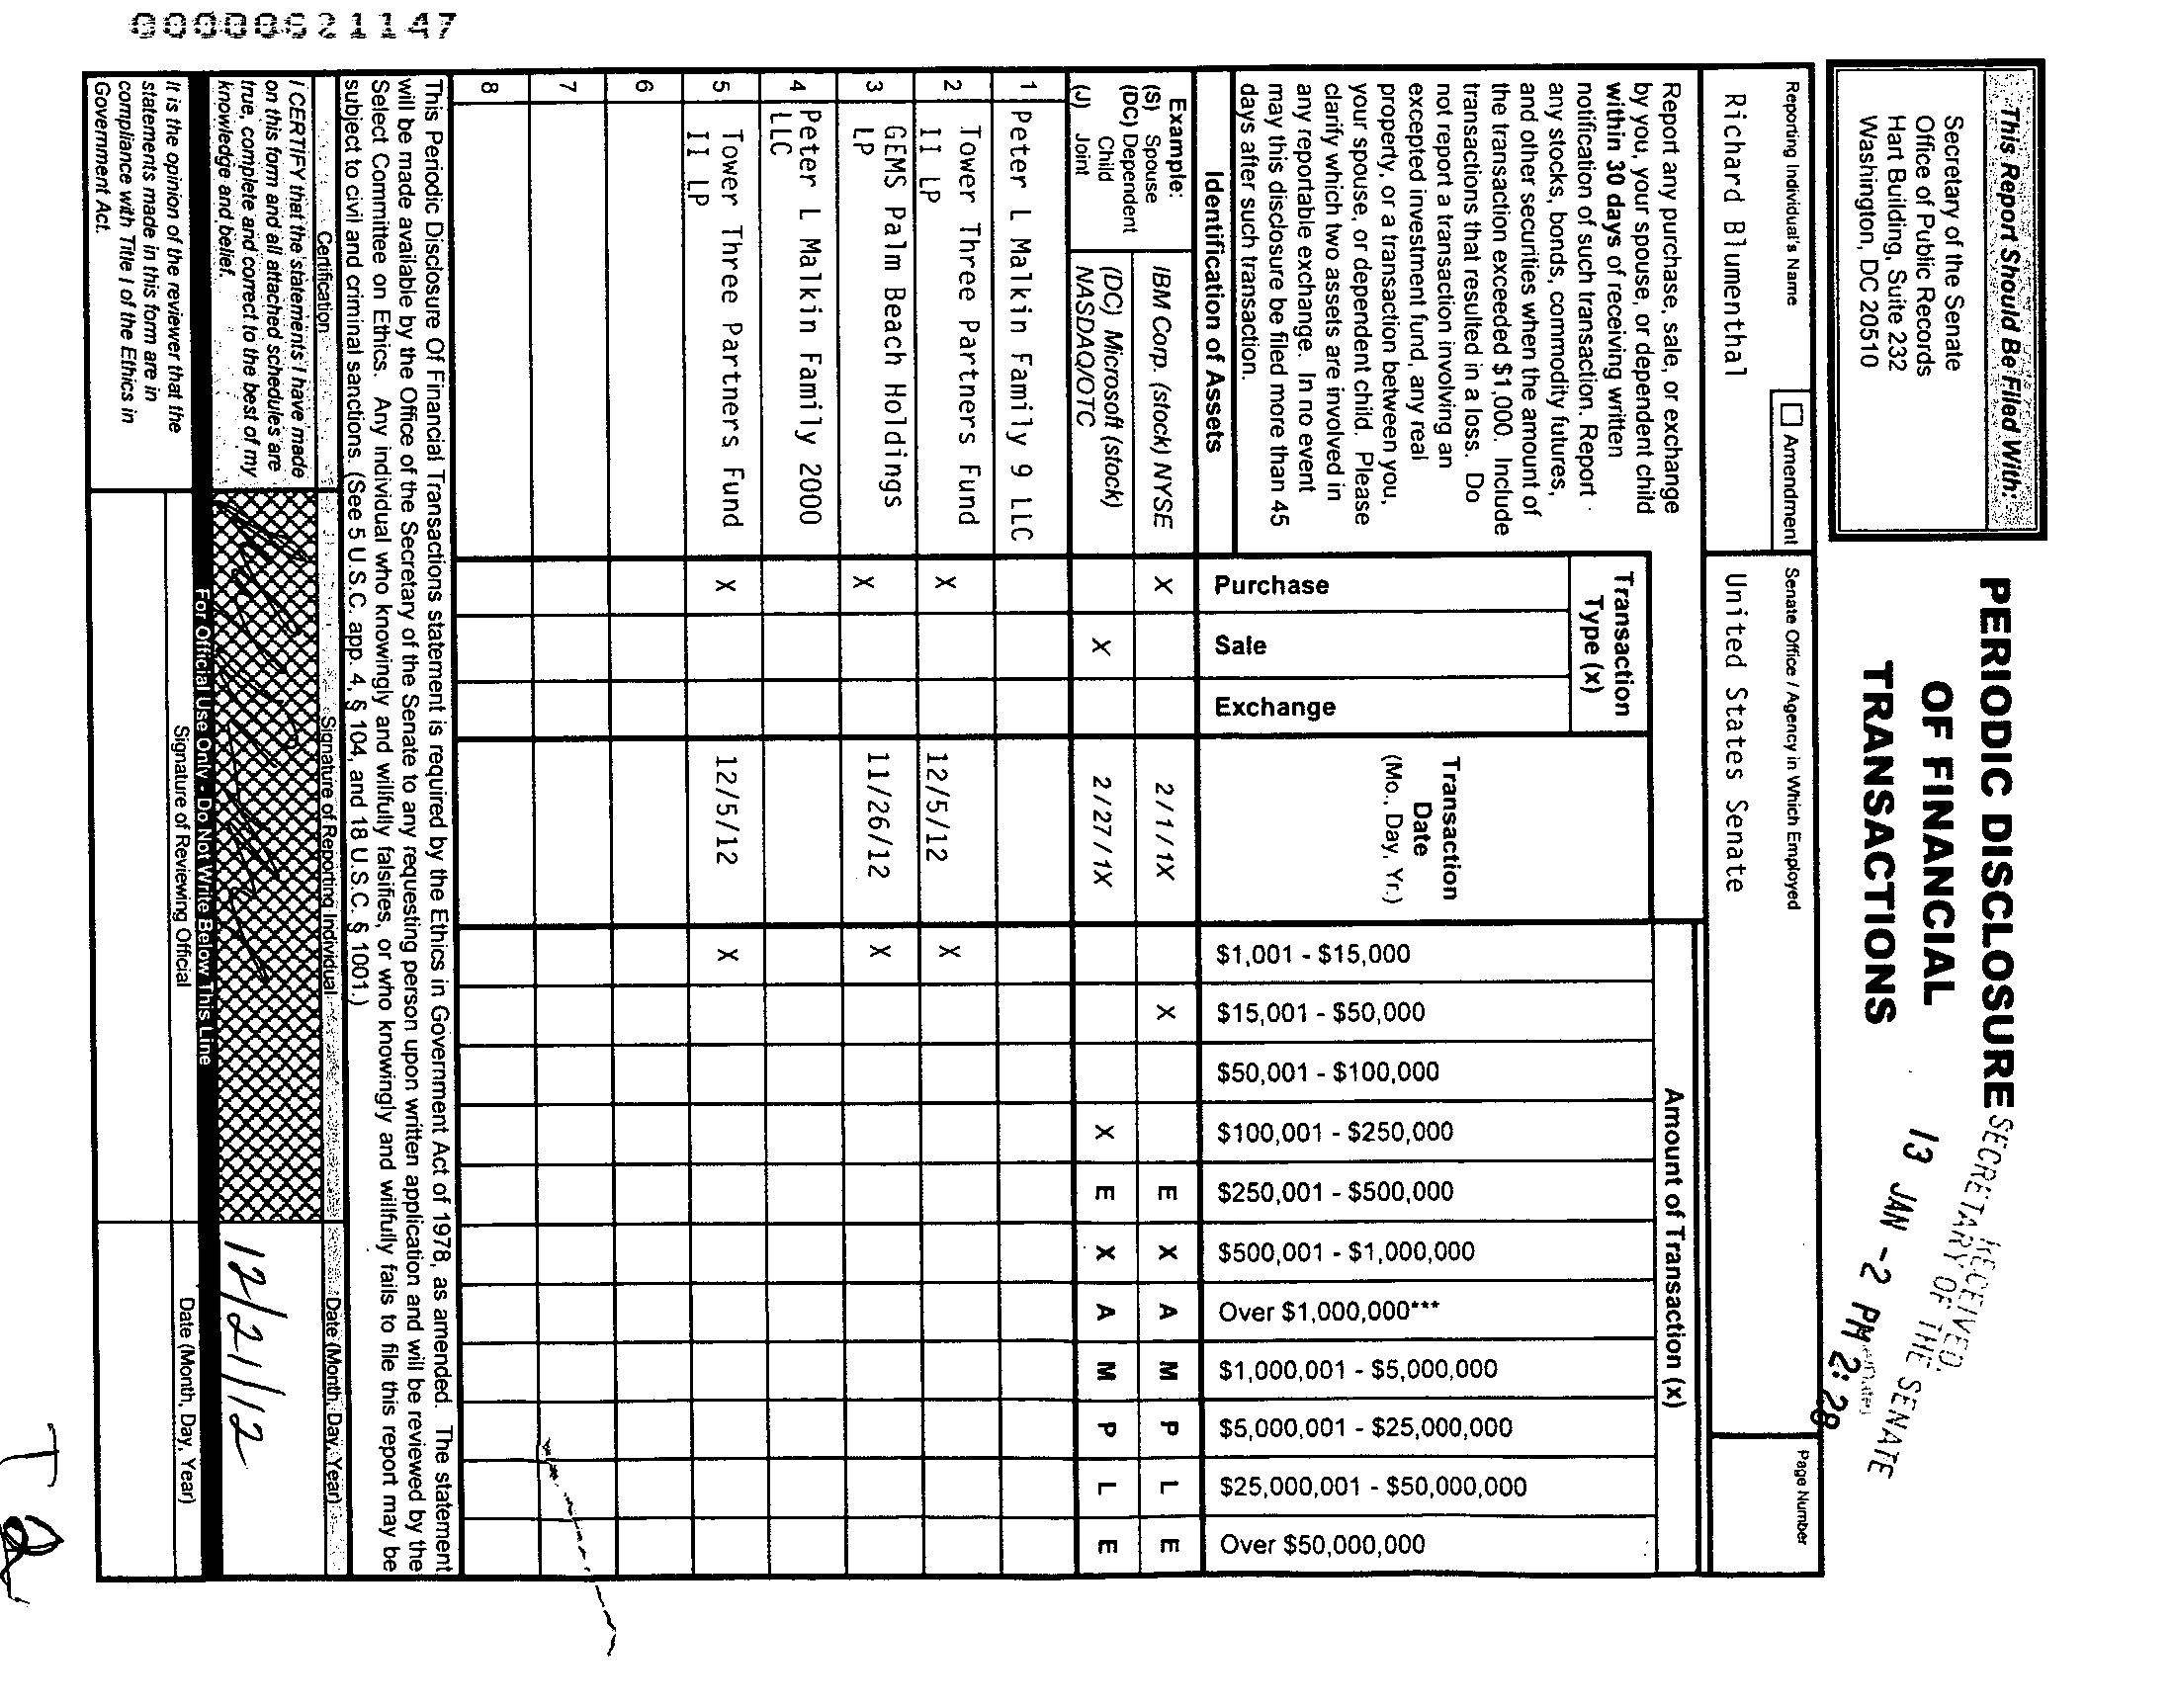 00000021147
This Report Should Be Filed With:
Secretary of the Senate
Office of Public Records
Hart Building, Suite 232
Washington, DC 20510
PERIODIC DISCLOSURE
OF FINANCIAL
TRANSACTIONS
RECEIVED
SECRETARY OF THE SENATE
13 JAN -2 PM 2:28
Reporting Individual's Name
Amendment
Senate Office / Agency in Which Employed
Page Number
Richard Blumenthal
United States Senate
Report any purchase, sale, or exchange
by you, your spouse, or dependent child
within 30 days of receiving written
notification of such transaction. Report
any stocks, bonds, commodity futures,
and other securities when the amount of
the transaction exceeded $1,000. Include
transactions that resulted in a loss. Do
not report a transaction involving an
excepted investment fund, any real
property, or a transaction between you,
your spouse, or dependent child. Please
clarify which two assets are involved in
any reportable exchange. In no event
may this disclosure be filed more than 45
days after such transaction.
Identification of Assets
Transaction
Type (x)
Purchase
Sale
Exchange
Transaction
Date
(Mo., Day, Yr.)
Amount of Transaction (x)
$1,001 - $15,000
$15,001 - $50,000
$50,001 - $100,000
$100,001 - $250,000
$250,001 - $500,000
$500,001 - $1,000,000
Over $1,000,000***
$1,000,001 - $5,000,000
$5,000,001 - $25,000,000
$25,000,001 - $50,000,000
Over $50,000,000
Example:
(S) Spouse
(DC) Dependent
Child
(J) Joint
IBM Corp. (stock) NYSE X 2/1/1X X E X A M P L E
(DC) Microsoft (stock)
NASDAQ/OTC X 2/27/1X X E X A M P L E
1 Peter L Malkin Family 9 LLC
2 Tower Three Partners Fund
II LP X 12/5/12 X
3 GEMS Palm Beach Holdings
LP X 11/26/12 X
4 Peter L Malkin Family 2000
LLC
5 Tower Three Partners Fund
II LP X 12/5/12 X
6
7
8
This Periodic Disclosure Of Financial Transactions statement is required by the Ethics in Government Act of 1978, as amended. The statement
will be made available by the Office of the Secretary of the Senate to any requesting person upon written application and will be reviewed by the
Select Committee on Ethics. Any individual who knowingly and willfully falsifies, or who knowingly and willfully fails to file this report may be
subject to civil and criminal sanctions. (See 5 U.S.C. app. 4, § 104, and 18 U.S.C. § 1001.)
Certification
Signature of Reporting Individual
Date (Month, Day, Year)
I CERTIFY that the statements I have made
on this form and all attached schedules are
true, complete and correct to the best of my
knowledge and belief.
12/21/12
For Official Use Only - Do Not Write Below This Line
It is the opinion of the reviewer that the
statements made in this form are in
compliance with Title I of the Ethics in
Government Act.
Signature of Reviewing Official
Date (Month, Day, Year)